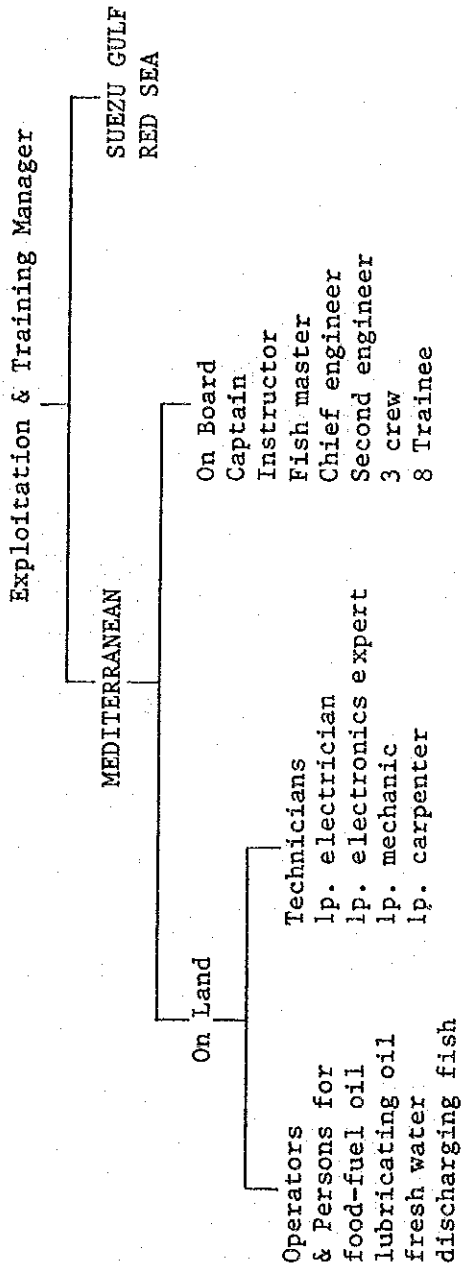 Exploitation & Training Manager
MEDITERRANEAN
SUEZU GULF
RED SEA
On Land
On Board
Captain
Instructor
Fish master
Chief engineer
Second engineer
3 crew
8 Trainee
Operators
& Persons for
food-fuel oil
lubricating oil
fresh water
discharging fish
Technicians
1p. electrician
1p. electronics expert
1p. mechanic
1p. carpenter